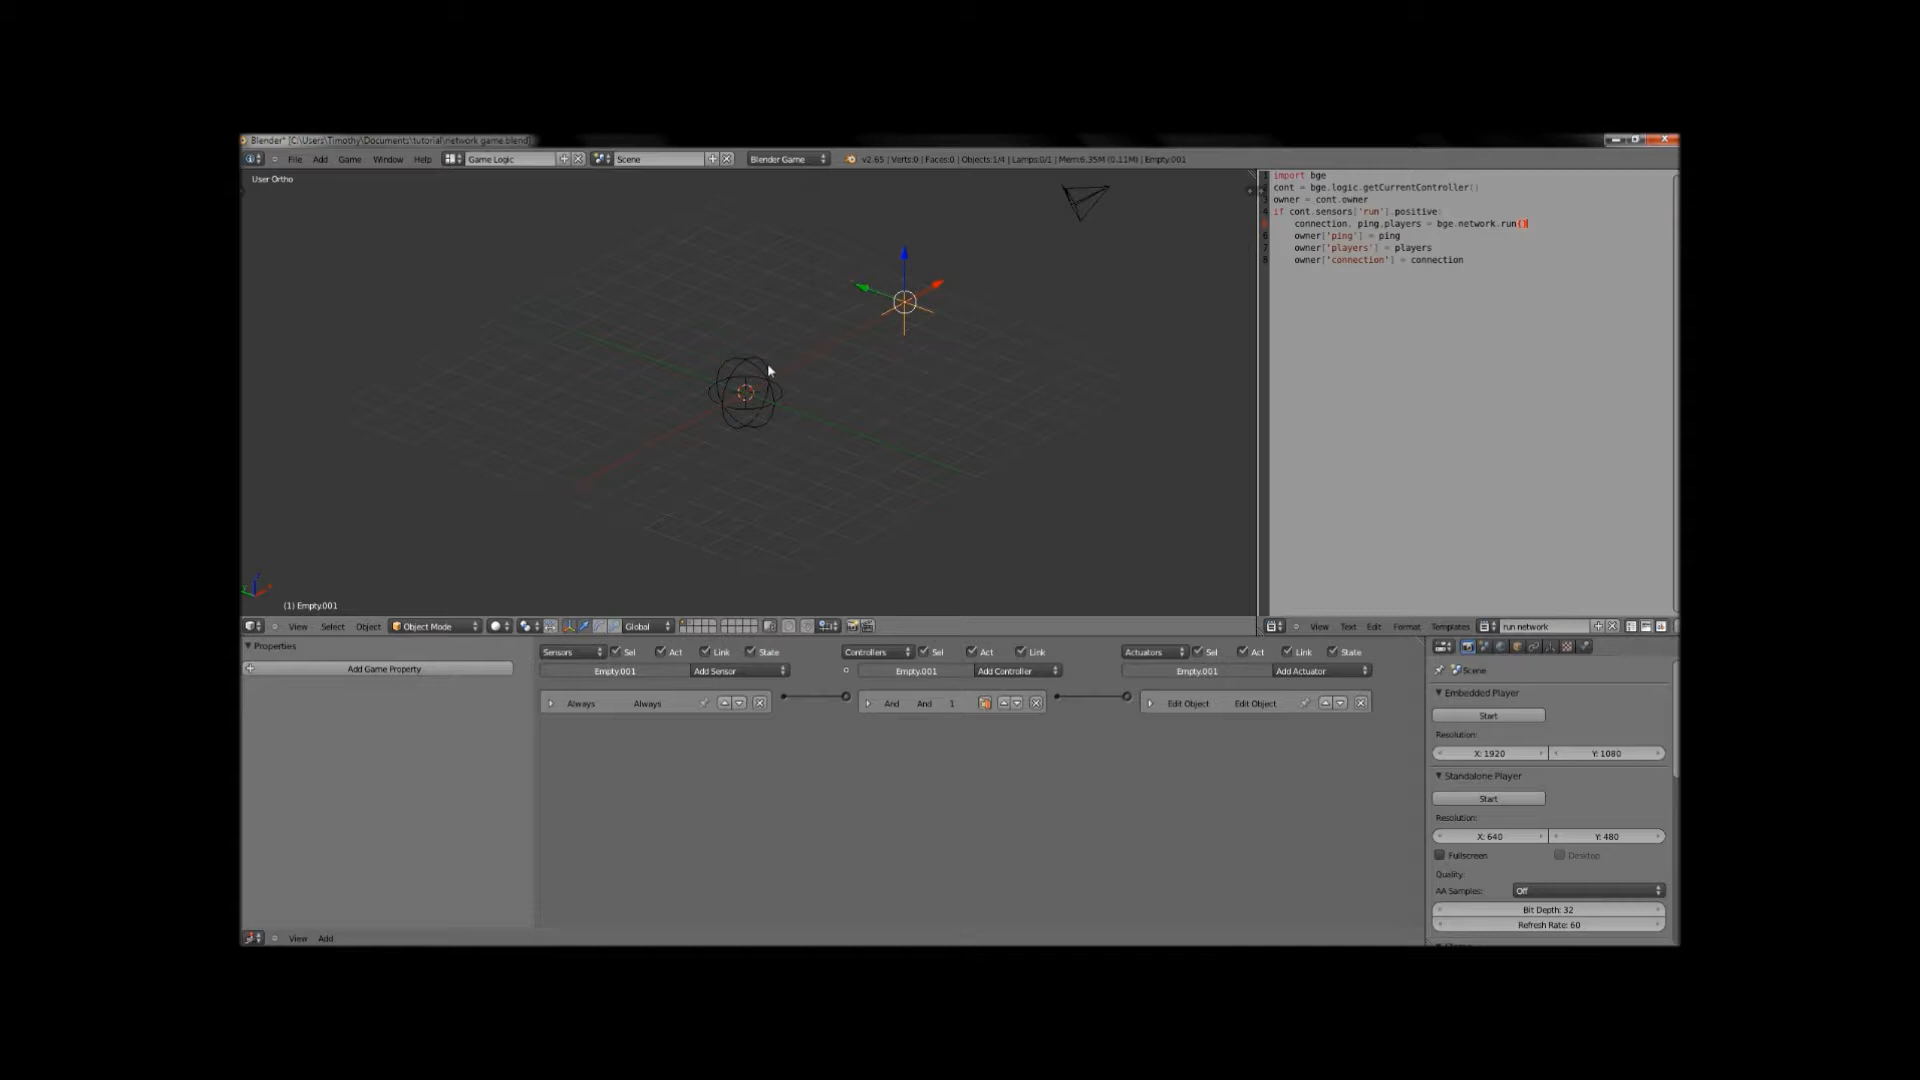 Blender* [C:\Users\Timothy\Documents\tutorial\network game.blend]
File Add Game Window Help Game Logic Scene Blender Game v2.65 | Verts:0 | Faces:0 | Objects:1/4 | Lamps:0/1 | Mem:6.35M (0.11M) | Empty.001
User Ortho
1 import bge
cont = bge.logic.getCurrentController()
owner = cont.owner
4 if cont.sensors['run'].positive:
connection, ping,players = bge.network.run()
6 owner['ping'] = ping
7 owner['players'] = players
8 owner['connection'] = connection
(1) Empty.001
View Select Object Object Mode Global
View Text Edit Format Templates run network
Properties
Add Game Property
Sensors Sel Act Link State Controllers Sel Act Link Actuators Sel Act Link State
Empty.001 Add Sensor Empty.001 Add Controller Empty.001 Add Actuator
Always Always And And 1 Edit Object Edit Object
Scene
Embedded Player
Start
Resolution:
X: 1920 Y: 1080
Standalone Player
Start
Resolution:
X: 640 Y: 480
Fullscreen Desktop
Quality:
AA Samples: Off
Bit Depth: 32
Refresh Rate: 60
View Add